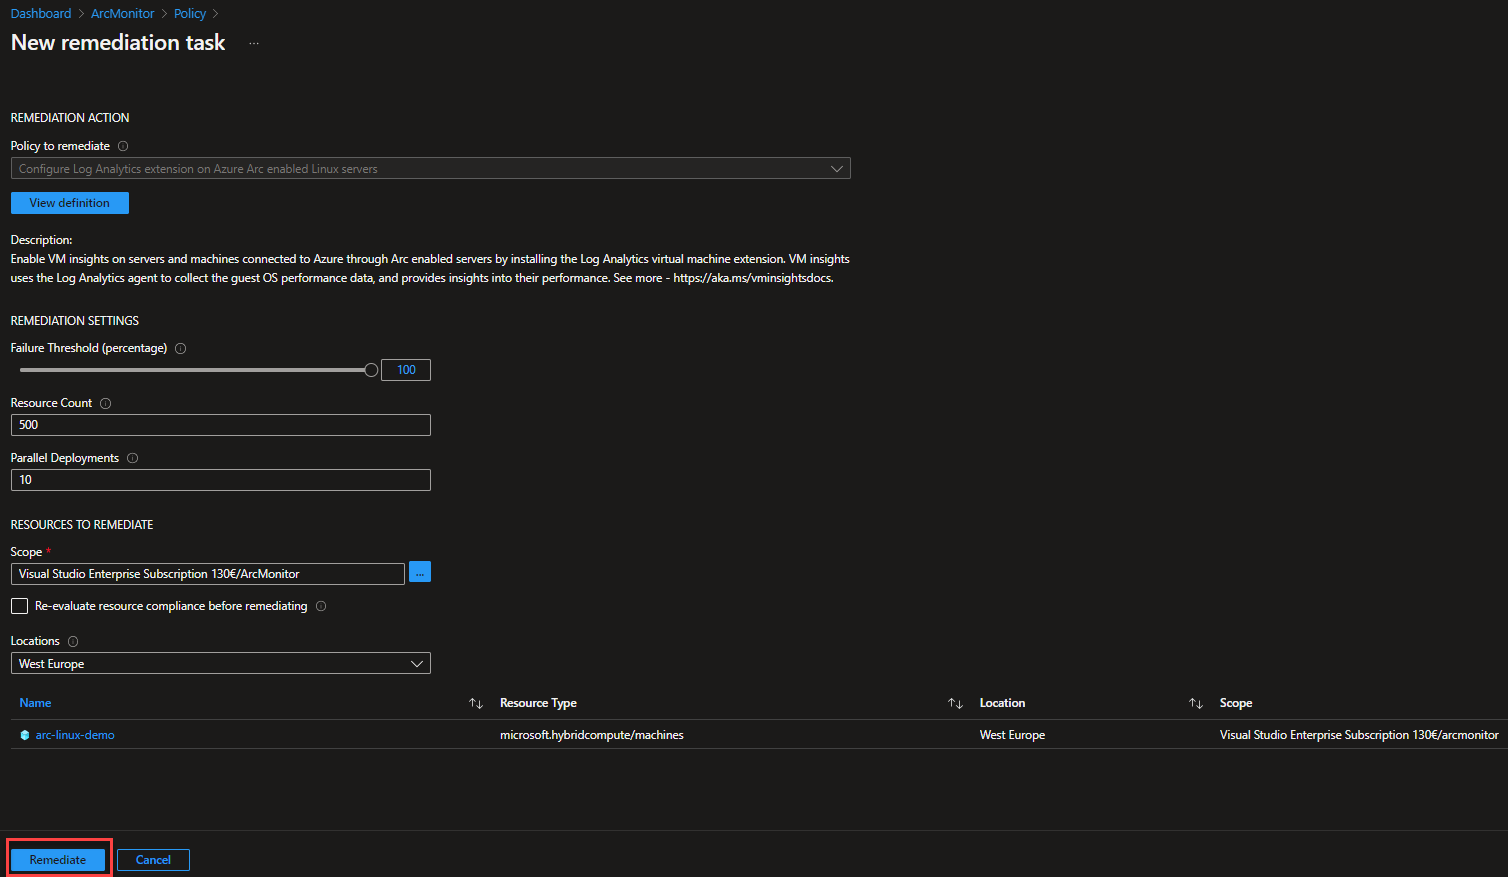 Dashboard > ArcMonitor > Policy >
New remediation task ...
REMEDIATION ACTION
Policy to remediate
Configure Log Analytics extension on Azure Arc enabled Linux servers
View definition
Description:
Enable VM insights on servers and machines connected to Azure through Arc enabled servers by installing the Log Analytics virtual machine extension. VM insights
uses the Log Analytics agent to collect the guest OS performance data, and provides insights into their performance. See more - https://aka.ms/vminsightsdocs.
REMEDIATION SETTINGS
Failure Threshold (percentage)
100
Resource Count
500
Parallel Deployments
10
RESOURCES TO REMEDIATE
Scope *
Visual Studio Enterprise Subscription 130€/ArcMonitor ...
Re-evaluate resource compliance before remediating
Locations
West Europe
Name Resource Type Location Scope
arc-linux-demo microsoft.hybridcompute/machines West Europe Visual Studio Enterprise Subscription 130€/arcmonitor
Remediate Cancel